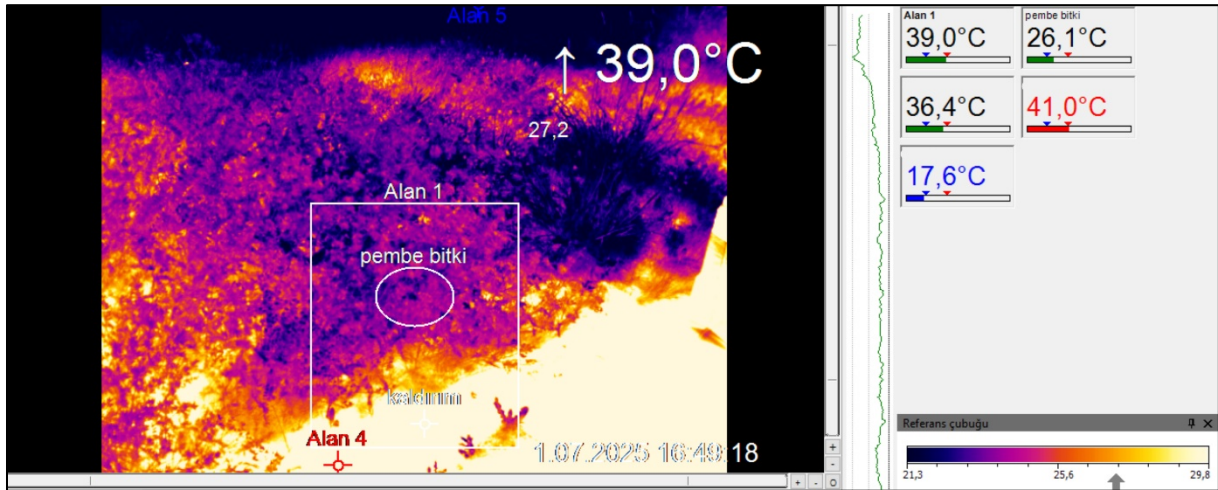 Alan 5
↑ 39,0°C
27,2
Alan 1
pembe bitki
kaldırım
Alan 4
1.07.2025 16:49:18
+
-
+ - O
Alan 1
39,0°C
pembe bitki
26,1°C
36,4°C
41,0°C
17,6°C
Referans çubuğu
21,3 25,6 29,8